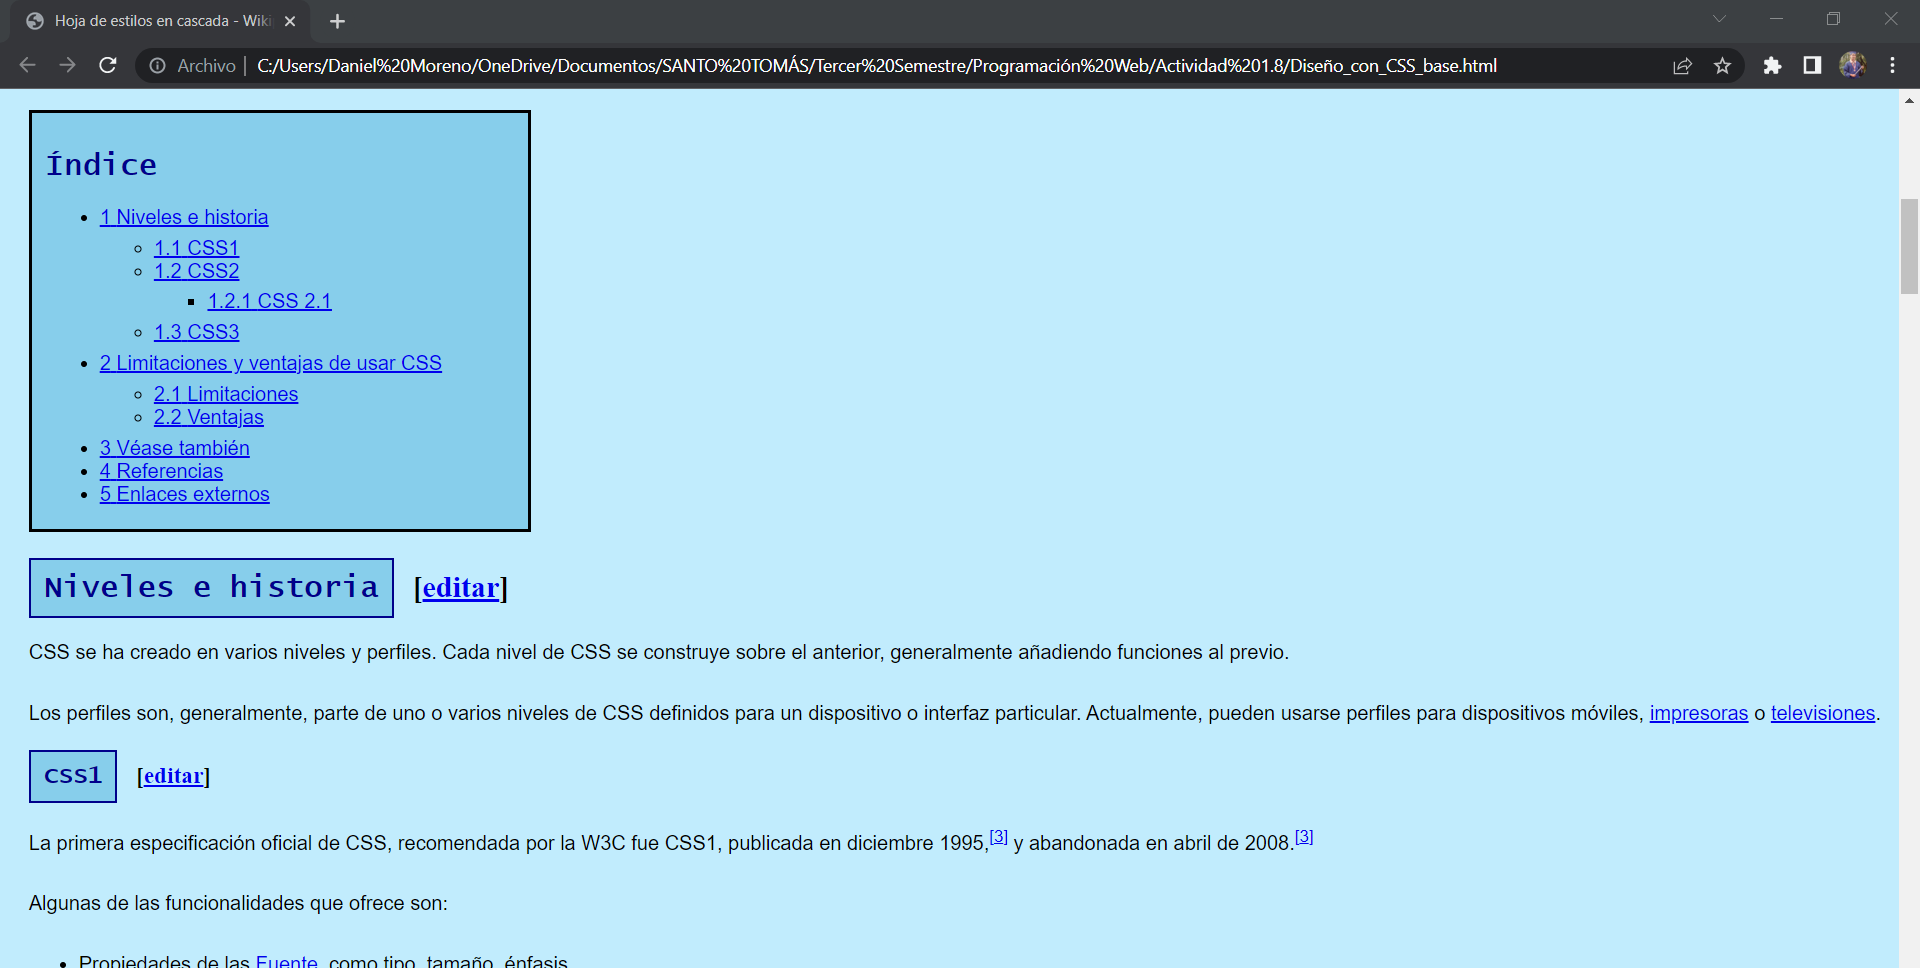 Hoja de estilos en cascada - Wiki
Archivo | C:/Users/Daniel%20Moreno/OneDrive/Documentos/SANTO%20TOMÁS/Tercer%20Semestre/Programación%20Web/Actividad%201.8/Diseño_con_CSS_base.html
Índice
1 Niveles e historia
1.1 CSS1
1.2 CSS2
1.2.1 CSS 2.1
1.3 CSS3
2 Limitaciones y ventajas de usar CSS
2.1 Limitaciones
2.2 Ventajas
3 Véase también
4 Referencias
5 Enlaces externos
Niveles e historia [editar]
CSS se ha creado en varios niveles y perfiles. Cada nivel de CSS se construye sobre el anterior, generalmente añadiendo funciones al previo.
Los perfiles son, generalmente, parte de uno o varios niveles de CSS definidos para un dispositivo o interfaz particular. Actualmente, pueden usarse perfiles para dispositivos móviles, impresoras o televisiones.
CSS1 [editar]
La primera especificación oficial de CSS, recomendada por la W3C fue CSS1, publicada en diciembre 1995,[3] y abandonada en abril de 2008.[3]
Algunas de las funcionalidades que ofrece son:
Propiedades de las Fuente, como tipo, tamaño, énfasis